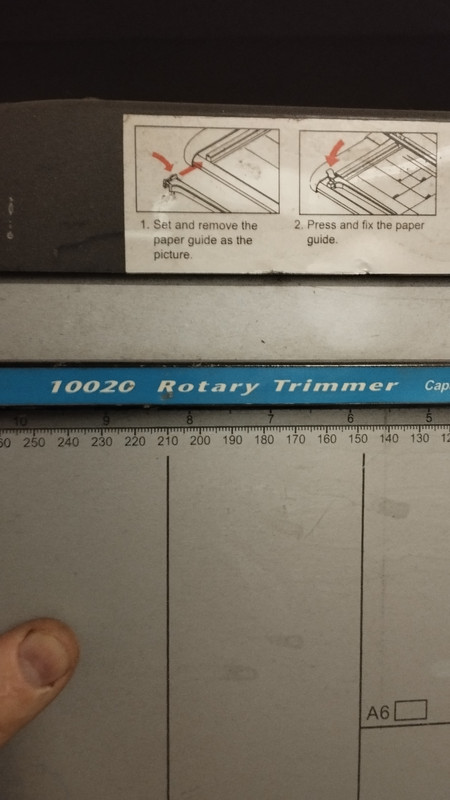 1. Set and remove the
paper guide as the
picture.
2. Press and fix the paper
guide.
Rotary Trimmer
10 9 8 7 6 5
250 240 230 220 210 200 190 180 170 160 150 140 130
A6